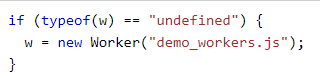 if (typeof(w) == "undefined") {
  w = new Worker("demo_workers.js");
}